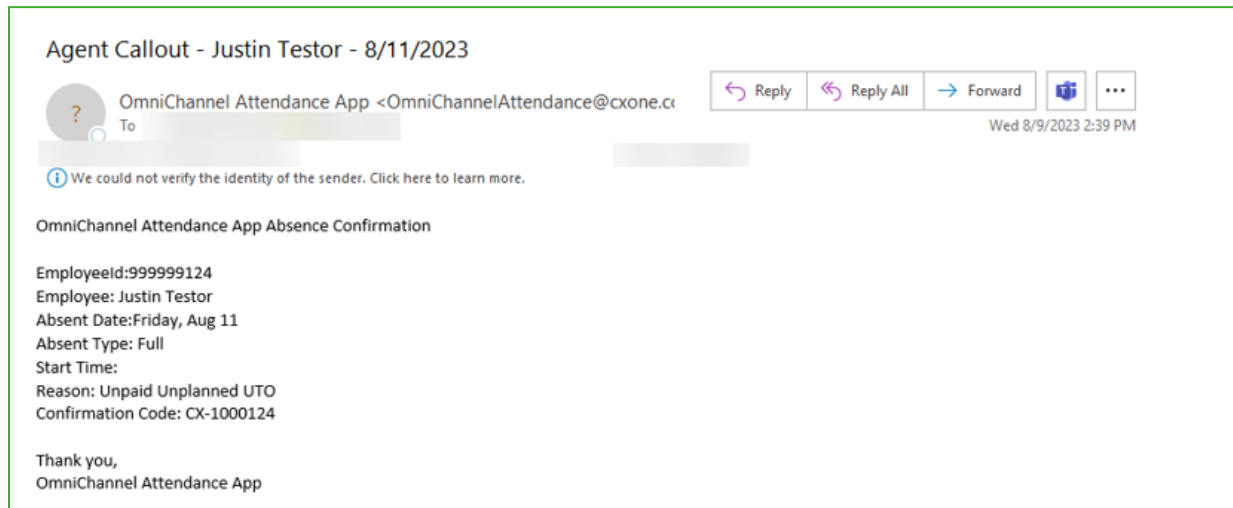 Agent Callout - Justin Testor - 8/11/2023
Reply
Reply All
Forward
?
OmniChannel Attendance App <OmniChannelAttendance@cxone.cc
To
Wed 8/9/2023 2:39 PM
We could not verify the identity of the sender. Click here to learn more.
OmniChannel Attendance App Absence Confirmation
EmployeeId:999999124
Employee: Justin Testor
Absent Date:Friday, Aug 11
Absent Type: Full
Start Time:
Reason: Unpaid Unplanned UTO
Confirmation Code: CX-1000124
Thank you,
OmniChannel Attendance App